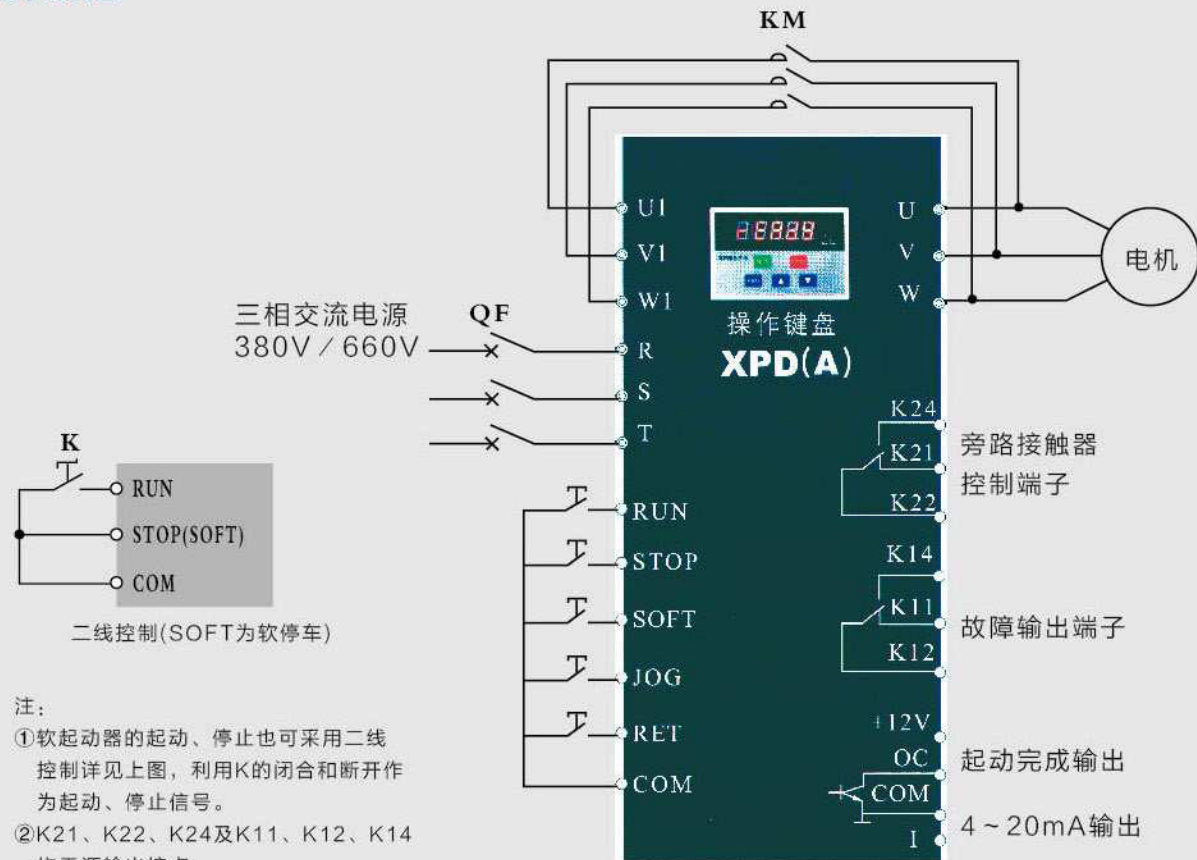 KM
U1
V1
W1
U
V
W
电机
操作键盘
XPD(A)
三相交流电源
380V / 660V
QF
R
S
T
K24
K21
K22
旁路接触器
控制端子
K
RUN
STOP(SOFT)
COM
二线控制(SOFT为软停车)
RUN
STOP
SOFT
JOG
RET
COM
K14
K11
K12
故障输出端子
+12V
OC
COM
I
起动完成输出
4～20mA输出
注：
①软起动器的起动、停止也可采用二线
控制详见上图，利用K的闭合和断开作
为起动、停止信号。
②K21、K22、K24及K11、K12、K14